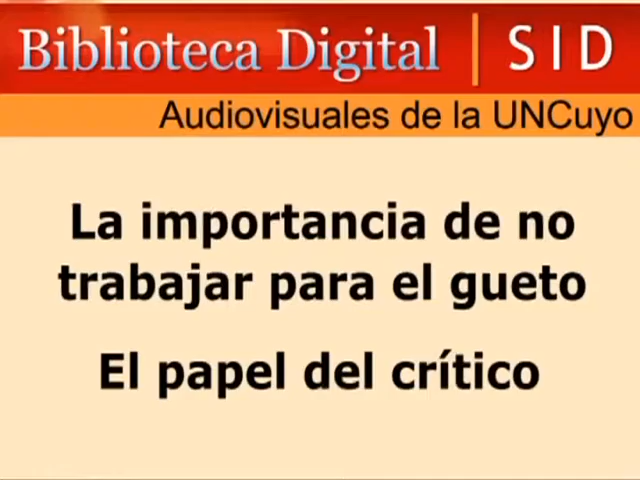 Biblioteca Digital | SID
Audiovisuales de la UNCuyo
La importancia de no
trabajar para el gueto
El papel del crítico